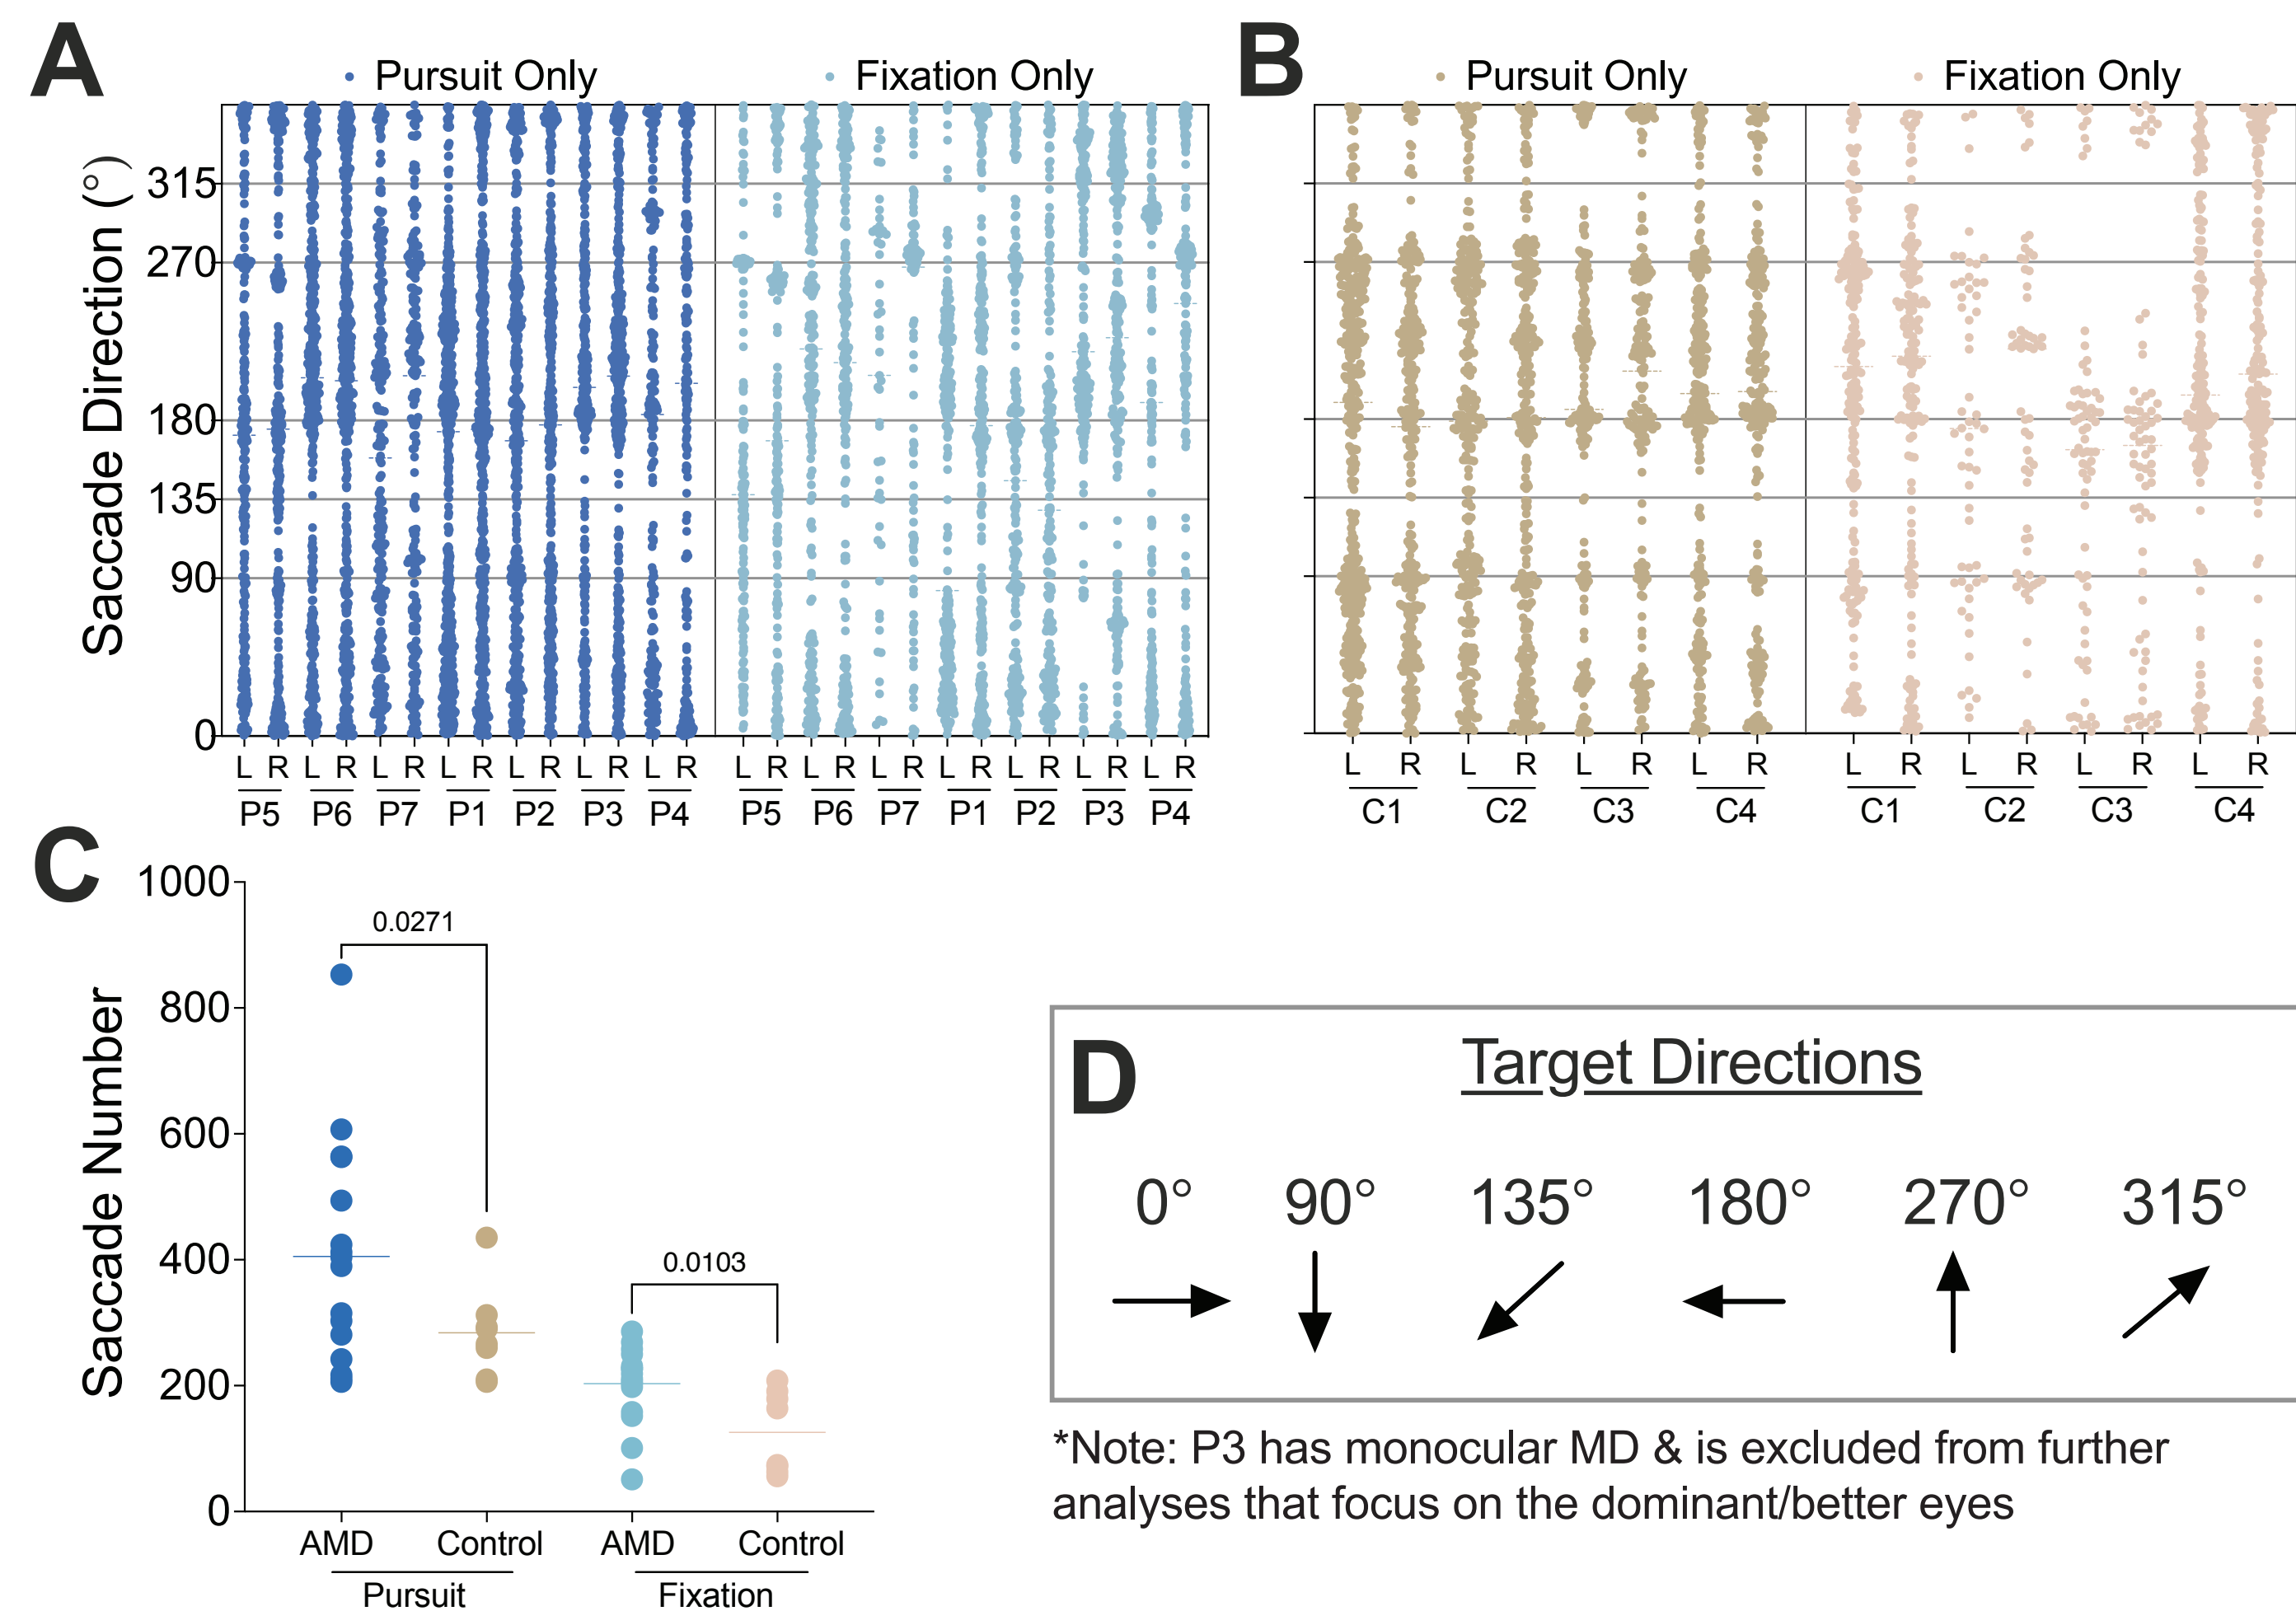 A
Pursuit Only
Fixation Only
Saccade Direction (°)
315
270
180
135
90
0
L R L R L R L R L R L R L R
L R L R L R L R L R L R L R
P5 P6 P7 P1 P2 P3 P4
P5 P6 P7 P1 P2 P3 P4
B
Pursuit Only
Fixation Only
L R L R L R L R
L R L R L R L R
C1 C2 C3 C4
C1 C2 C3 C4
C
Saccade Number
1000
800
600
400
200
0
0.0271
0.0103
AMD Control AMD Control
Pursuit Fixation
D
Target Directions
0° 90° 135° 180° 270° 315°
*Note: P3 has monocular MD & is excluded from further
analyses that focus on the dominant/better eyes